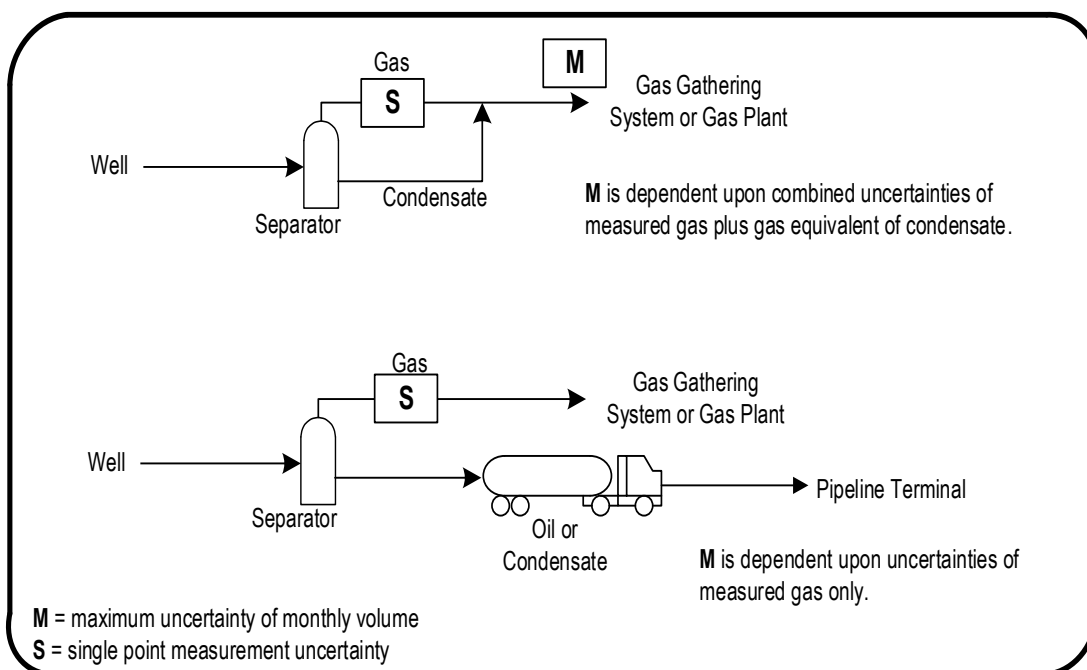 Gas
S
M
Gas Gathering
System or Gas Plant
Well
Condensate
Separator
M is dependent upon combined uncertainties of
measured gas plus gas equivalent of condensate.
Gas
S
Gas Gathering
System or Gas Plant
Well
Pipeline Terminal
Separator
Oil or
Condensate
M is dependent upon uncertainties of
measured gas only.
M = maximum uncertainty of monthly volume
S = single point measurement uncertainty